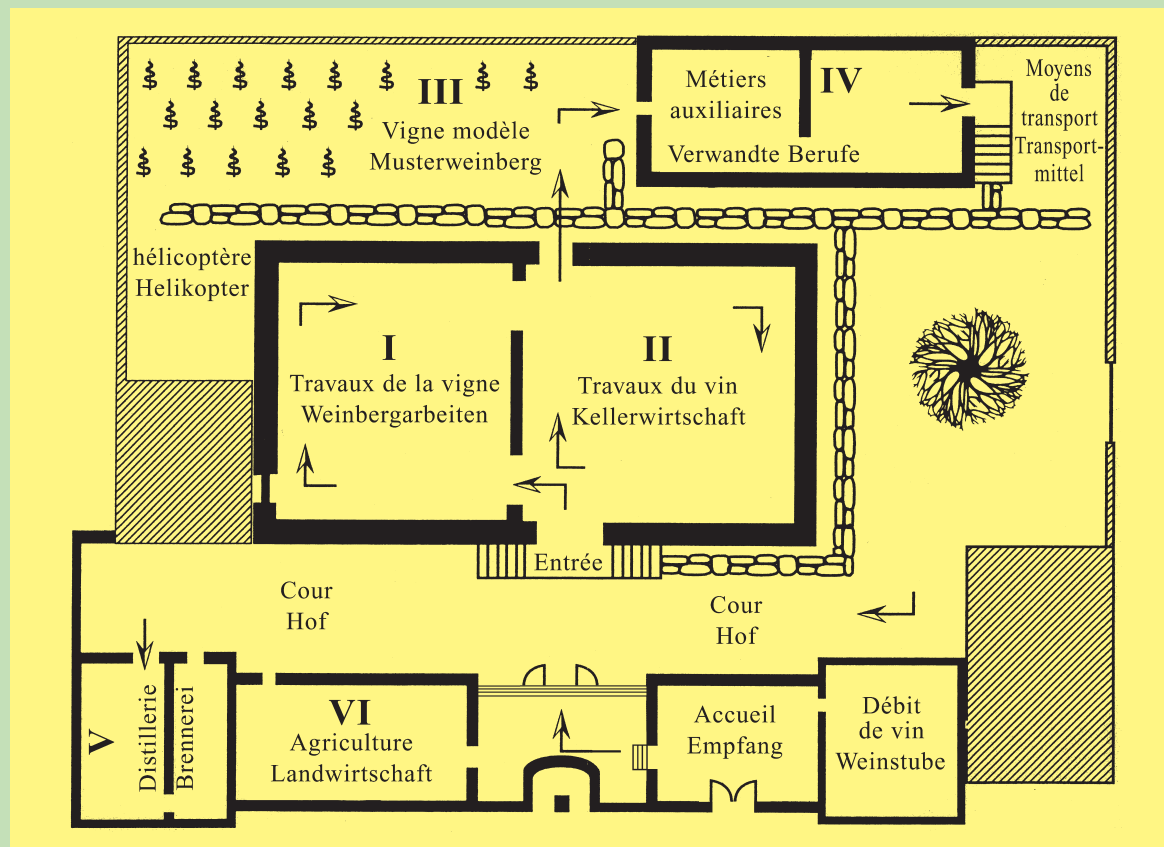 III
Vigne modèle
Musterweinberg
Métiers
auxiliaires
IV
Verwandte Berufe
Moyens
de
transport
Transport-
mittel
hélicoptère
Helikopter
I
Travaux de la vigne
Weinbergarbeiten
II
Travaux du vin
Kellerwirtschaft
Entrée
Cour
Hof
Cour
Hof
V
Distillerie
Brennerei
VI
Agriculture
Landwirtschaft
Accueil
Empfang
Débit
de vin
Weinstube